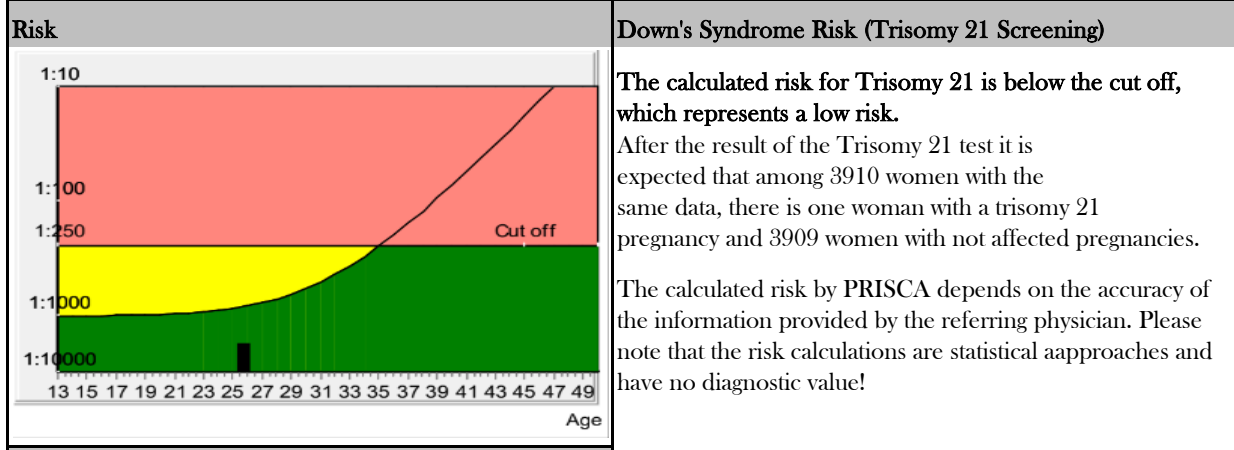 Risk
1:10
1:100
1:250
Cut off
1:1000
1:10000
13 15 17 19 21 23 25 27 29 31 33 35 37 39 41 43 45 47 49
Age
Down's Syndrome Risk (Trisomy 21 Screening)
The calculated risk for Trisomy 21 is below the cut off,
which represents a low risk.
After the result of the Trisomy 21 test it is
expected that among 3910 women with the
same data, there is one woman with a trisomy 21
pregnancy and 3909 women with not affected pregnancies.
The calculated risk by PRISCA depends on the accuracy of
the information provided by the referring physician. Please
note that the risk calculations are statistical aapproaches and
have no diagnostic value!